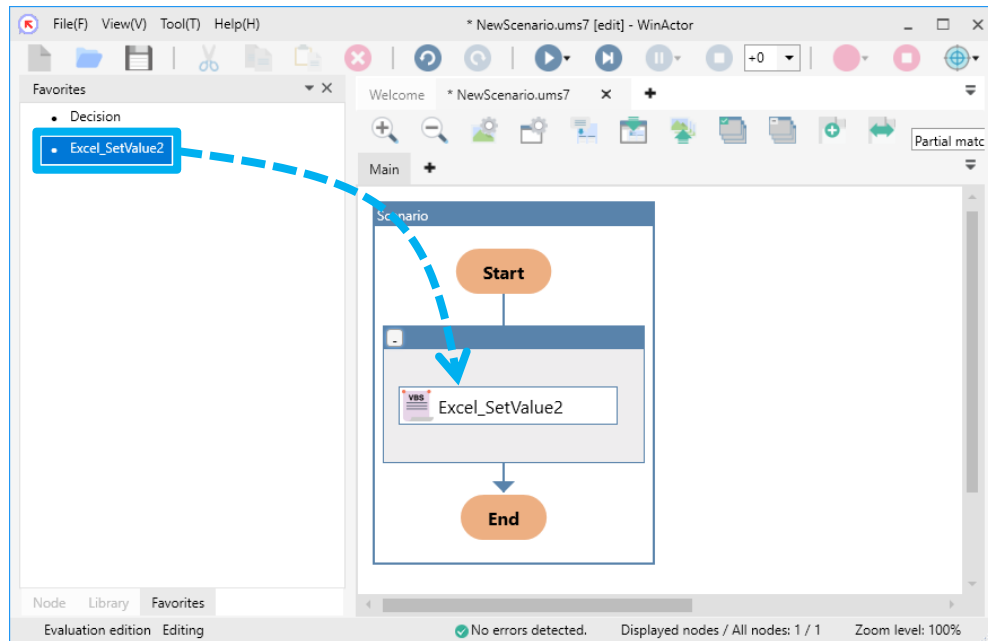 File(F) View(V) Tool(T) Help(H)
* NewScenario.ums7 [edit] - WinActor
+0
Favorites
Decision
Excel_SetValue2
Welcome * NewScenario.ums7
Partial matc
Main
Scenario
Start
-
VBS
Excel_SetValue2
End
Node Library Favorites
Evaluation edition Editing
No errors detected. Displayed nodes / All nodes: 1 / 1 Zoom level: 100%